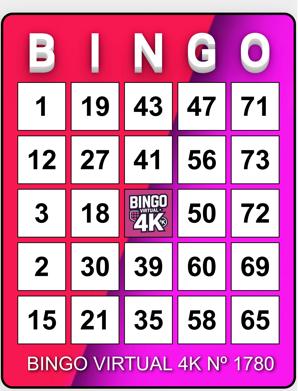 B I N G O
1 19 43 47 71
12 27 41 56 73
3 18 BINGO VIRTUAL 4K 50 72
2 30 39 60 69
15 21 35 58 65
BINGO VIRTUAL 4K Nº 1780